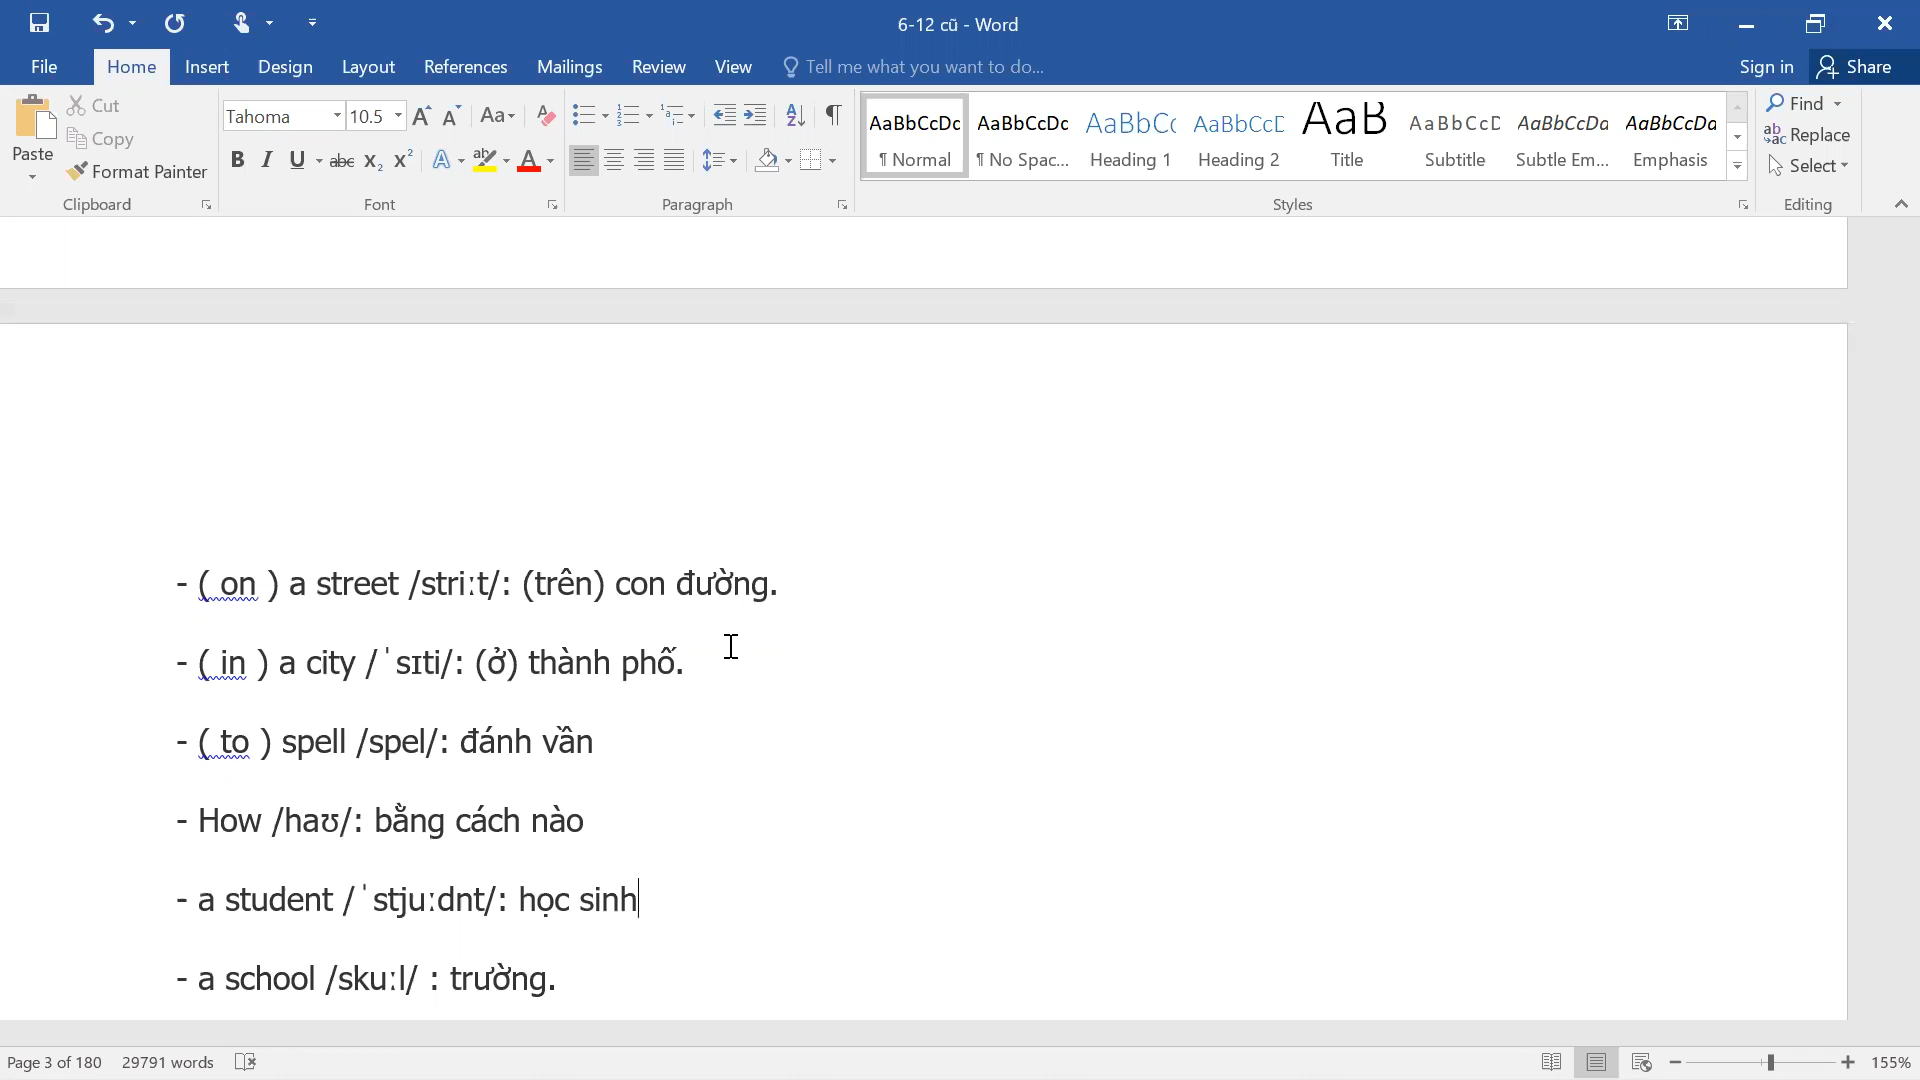 6-12 cũ - Word
File Home Insert Design Layout References Mailings Review View Tell me what you want to do... Sign in Share
Paste
Cut
Copy
Format Painter
Clipboard
Tahoma 10.5
Font
Paragraph
AaBbCcDc AaBbCcDc AaBbCc AaBbCcD AaB AaBbCcD AaBbCcDa AaBbCcDa
¶ Normal ¶ No Spac... Heading 1 Heading 2 Title Subtitle Subtle Em... Emphasis
Styles
Find
Replace
Select
Editing
- ( on ) a street /striːt/: (trên) con đường.
- ( in ) a city /ˈsɪti/: (ở) thành phố.
- ( to ) spell /spel/: đánh vần
- How /haʊ/: bằng cách nào
- a student /ˈstjuːdnt/: học sinh
- a school /skuːl/ : trường.
Page 3 of 180 29791 words 155%